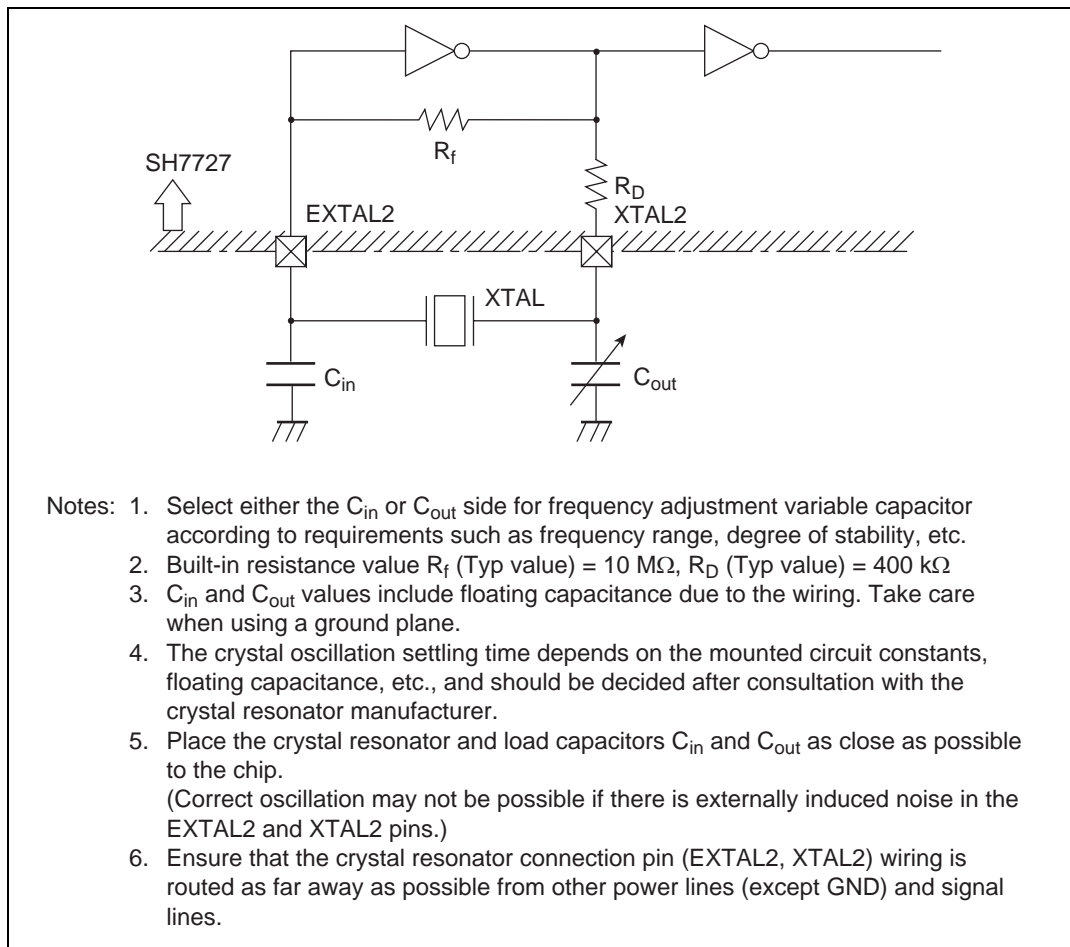 R_f
SH7727
R_D
EXTAL2
XTAL2
XTAL
C_in
C_out
Notes: 1. Select either the C_in or C_out side for frequency adjustment variable capacitor
according to requirements such as frequency range, degree of stability, etc.
2. Built-in resistance value R_f (Typ value) = 10 MΩ, R_D (Typ value) = 400 kΩ
3. C_in and C_out values include floating capacitance due to the wiring. Take care
when using a ground plane.
4. The crystal oscillation settling time depends on the mounted circuit constants,
floating capacitance, etc., and should be decided after consultation with the
crystal resonator manufacturer.
5. Place the crystal resonator and load capacitors C_in and C_out as close as possible
to the chip.
(Correct oscillation may not be possible if there is externally induced noise in the
EXTAL2 and XTAL2 pins.)
6. Ensure that the crystal resonator connection pin (EXTAL2, XTAL2) wiring is
routed as far away as possible from other power lines (except GND) and signal
lines.